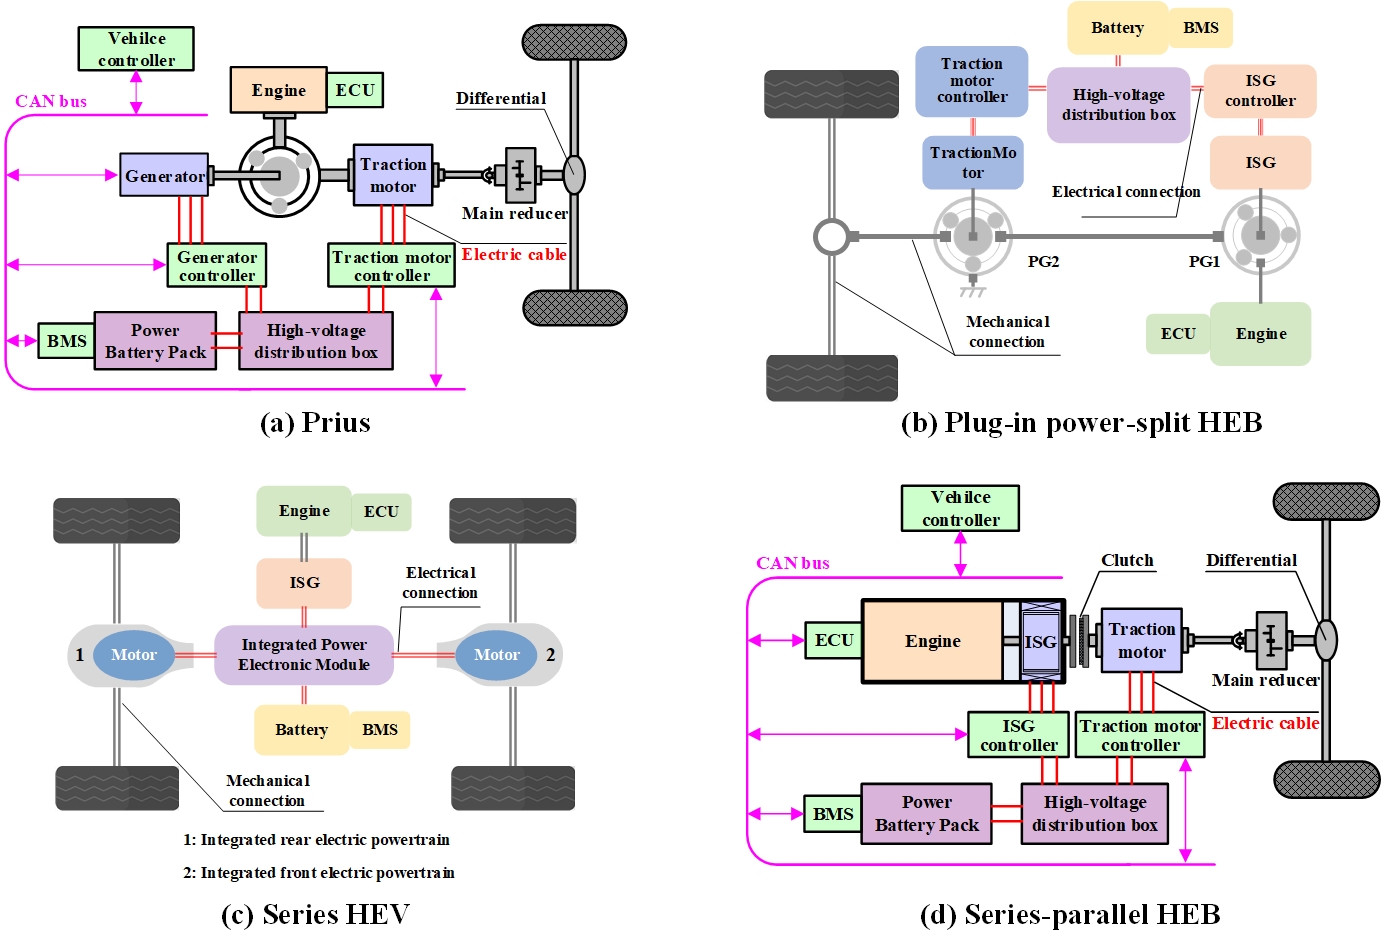 Vehilce
controller
CAN bus
Engine
ECU
Differential
Generator
Traction
motor
Main reducer
Electric cable
Generator
controller
Traction motor
controller
BMS
Power
Battery Pack
High-voltage
distribution box
(a) Prius
Battery
BMS
Traction
motor
controller
High-voltage
distribution box
ISG
controller
TractionMo
tor
ISG
Electrical connection
PG2
PG1
Mechanical
connection
ECU
Engine
(b) Plug-in power-split HEB
Engine
ECU
ISG
Electrical
connection
1
Motor
Integrated Power
Electronic Module
Motor
2
Battery
BMS
Mechanical
connection
1: Integrated rear electric powertrain
2: Integrated front electric powertrain
(c) Series HEV
Vehilce
controller
CAN bus
Clutch
Differential
ECU
Engine
ISG
Traction
motor
Main reducer
Electric cable
ISG
controller
Traction motor
controller
BMS
Power
Battery Pack
High-voltage
distribution box
(d) Series-parallel HEB